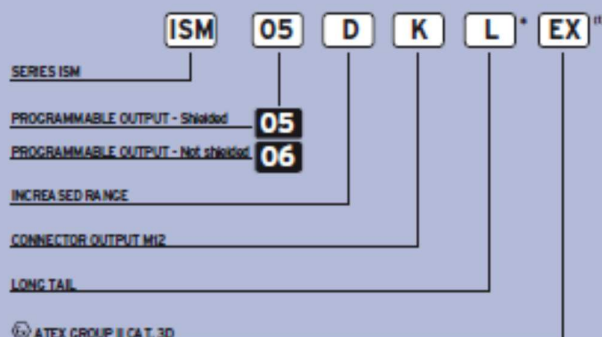 ISM 05 D K L * EX
SERIES ISM
PROGRAMMABLE OUTPUT - Shielded 05
PROGRAMMABLE OUTPUT - Not shielded 06
INCREASED RANGE
CONNECTOR OUTPUT M12
LONG TAIL
ATEX GROUP II CAT. 3D